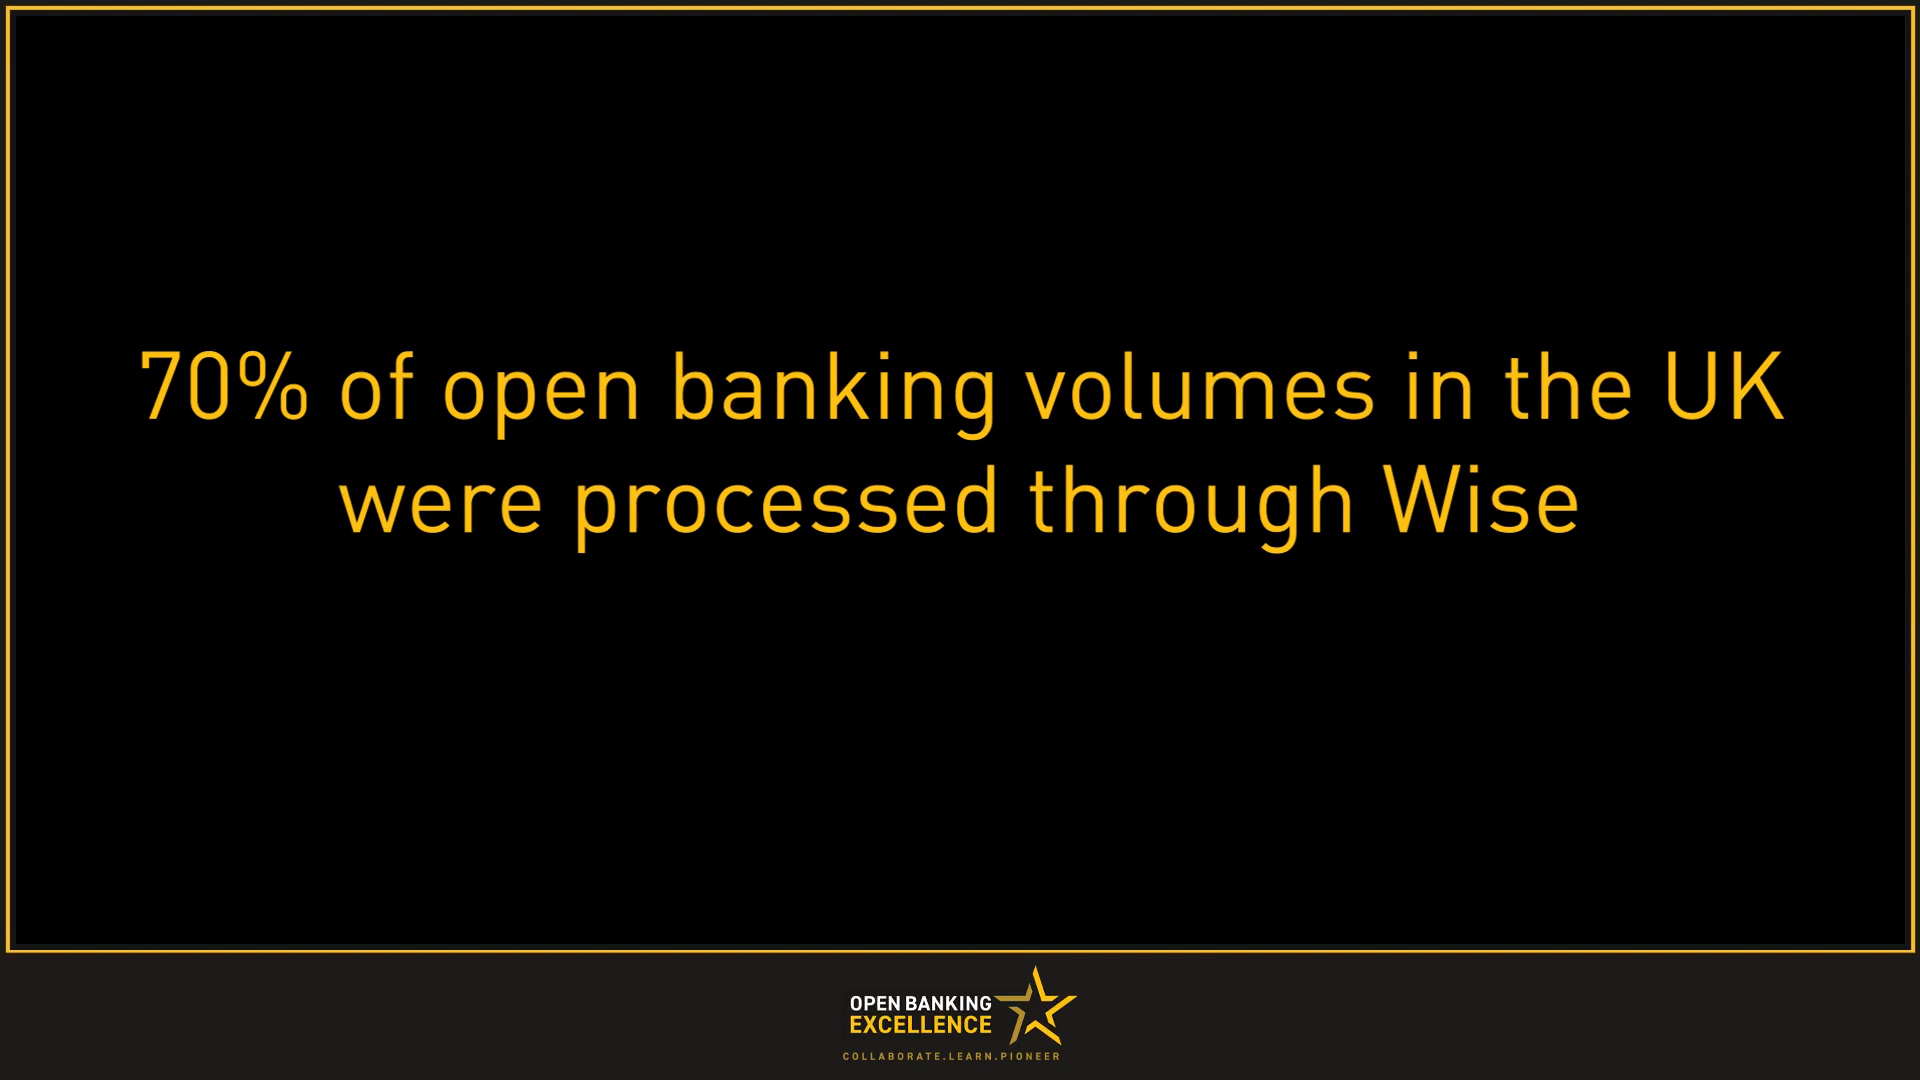 70% of open banking volumes in the UK
were processed through Wise
OPEN BANKING
EXCELLENCE
COLLABORATE.LEARN.PIONEER